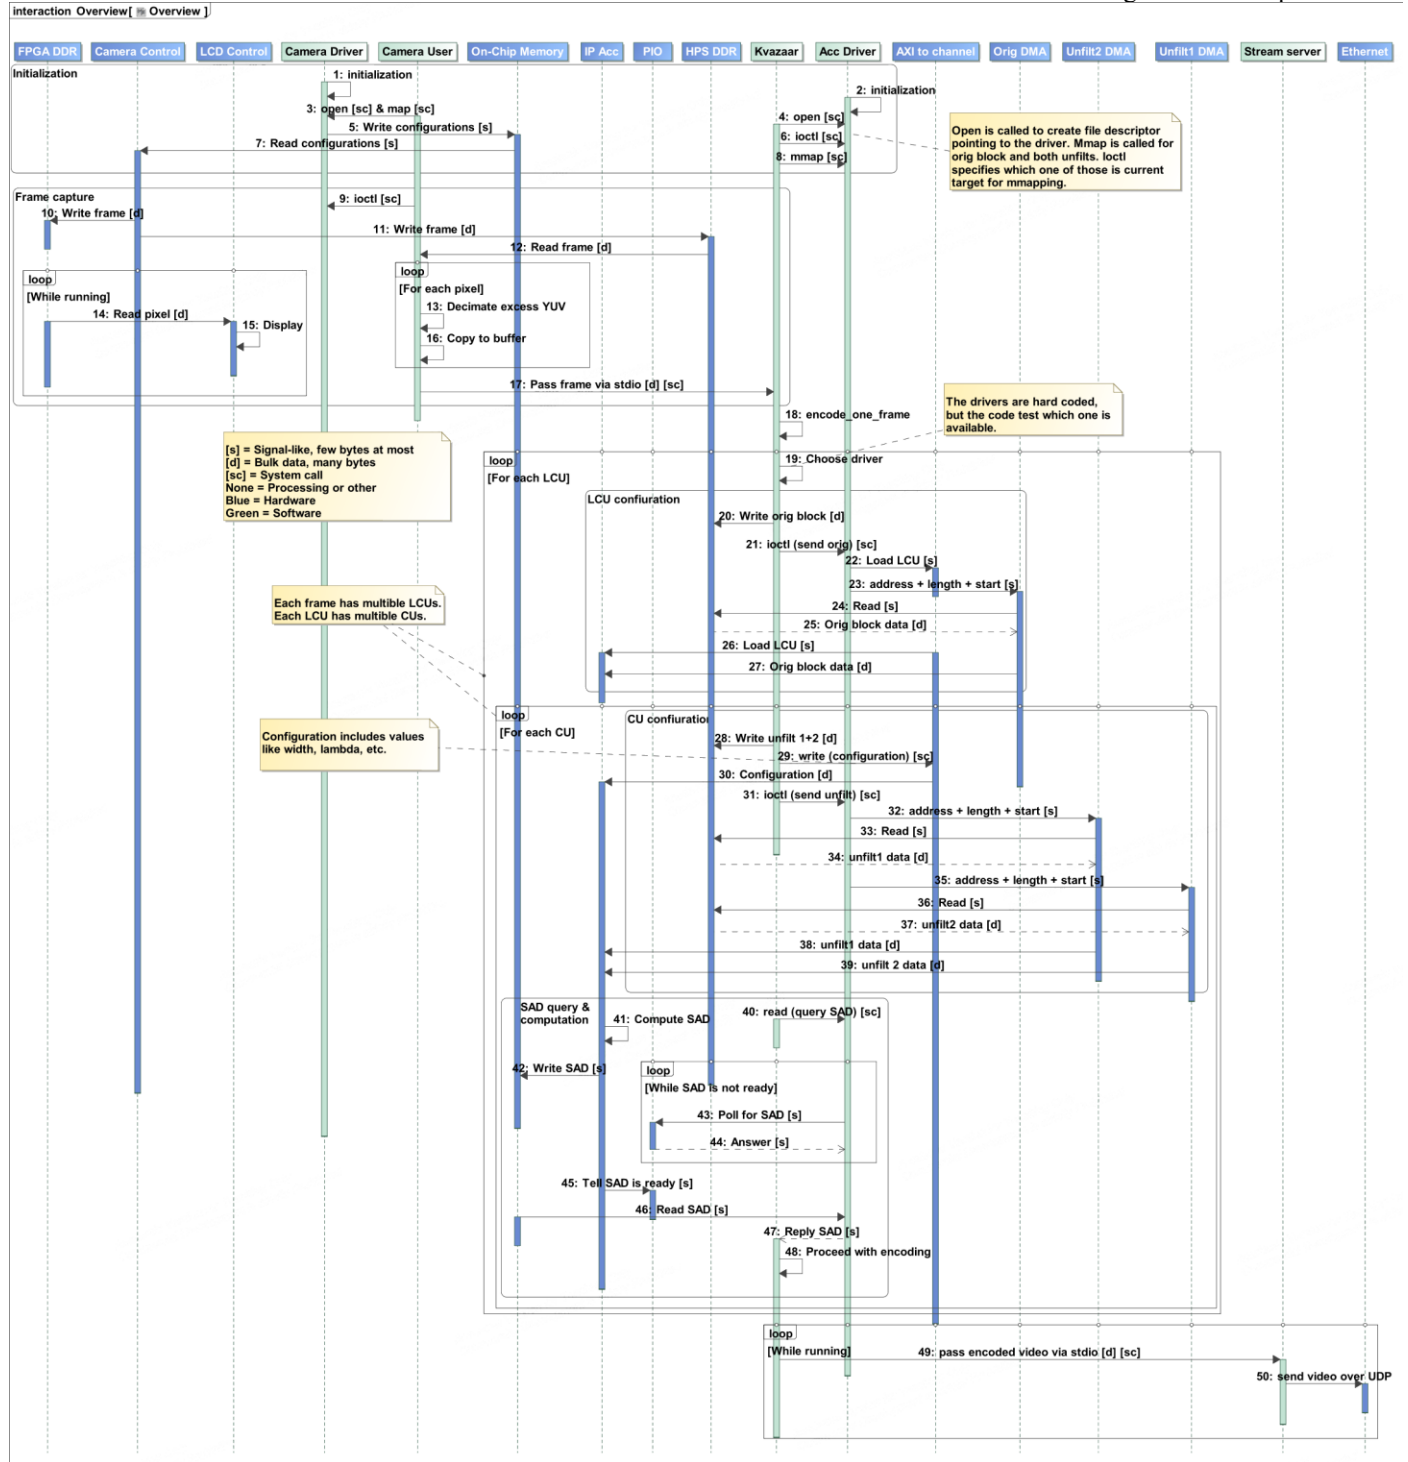 interaction Overview[ Overview ]
FPGA DDR
Camera Control
LCD Control
Camera Driver
Camera User
On-Chip Memory
IP Acc
PIO
HPS DDR
Kvazaar
Acc Driver
AXI to channel
Orig DMA
Unfilt2 DMA
Unfilt1 DMA
Stream server
Ethernet
Initialization
1: initialization
2: initialization
3: open [sc] & map [sc]
4: open [sc]
5: Write configurations [s]
6: ioctl [sc]
7: Read configurations [s]
8: mmap [sc]
Open is called to create file descriptor
pointing to the driver. Mmap is called for
orig block and both unfilts. Ioctl
specifies which one of those is current
target for mmapping.
Frame capture
9: ioctl [sc]
10: Write frame [d]
11: Write frame [d]
12: Read frame [d]
loop
[While running]
loop
[For each pixel]
13: Decimate excess YUV
14: Read pixel [d]
15: Display
16: Copy to buffer
17: Pass frame via stdio [d] [sc]
The drivers are hard coded,
but the code test which one is
available.
18: encode_one_frame
[s] = Signal-like, few bytes at most
[d] = Bulk data, many bytes
[sc] = System call
None = Processing or other
Blue = Hardware
Green = Software
loop
[For each LCU]
19: Choose driver
LCU confiuration
20: Write orig block [d]
21: ioctl (send orig) [sc]
22: Load LCU [s]
23: address + length + start [s]
Each frame has multible LCUs.
Each LCU has multible CUs.
24: Read [s]
25: Orig block data [d]
26: Load LCU [s]
27: Orig block data [d]
loop
[For each CU]
CU confiuration
Configuration includes values
like width, lambda, etc.
28: Write unfilt 1+2 [d]
29: write (configuration) [sc]
30: Configuration [d]
31: ioctl (send unfilt) [sc]
32: address + length + start [s]
33: Read [s]
34: unfilt1 data [d]
35: address + length + start [s]
36: Read [s]
37: unfilt2 data [d]
38: unfilt1 data [d]
39: unfilt 2 data [d]
SAD query &
computation
40: read (query SAD) [sc]
41: Compute SAD
42: Write SAD [s]
loop
[While SAD is not ready]
43: Poll for SAD [s]
44: Answer [s]
45: Tell SAD is ready [s]
46: Read SAD [s]
47: Reply SAD [s]
48: Proceed with encoding
loop
[While running]
49: pass encoded video via stdio [d] [sc]
50: send video over UDP